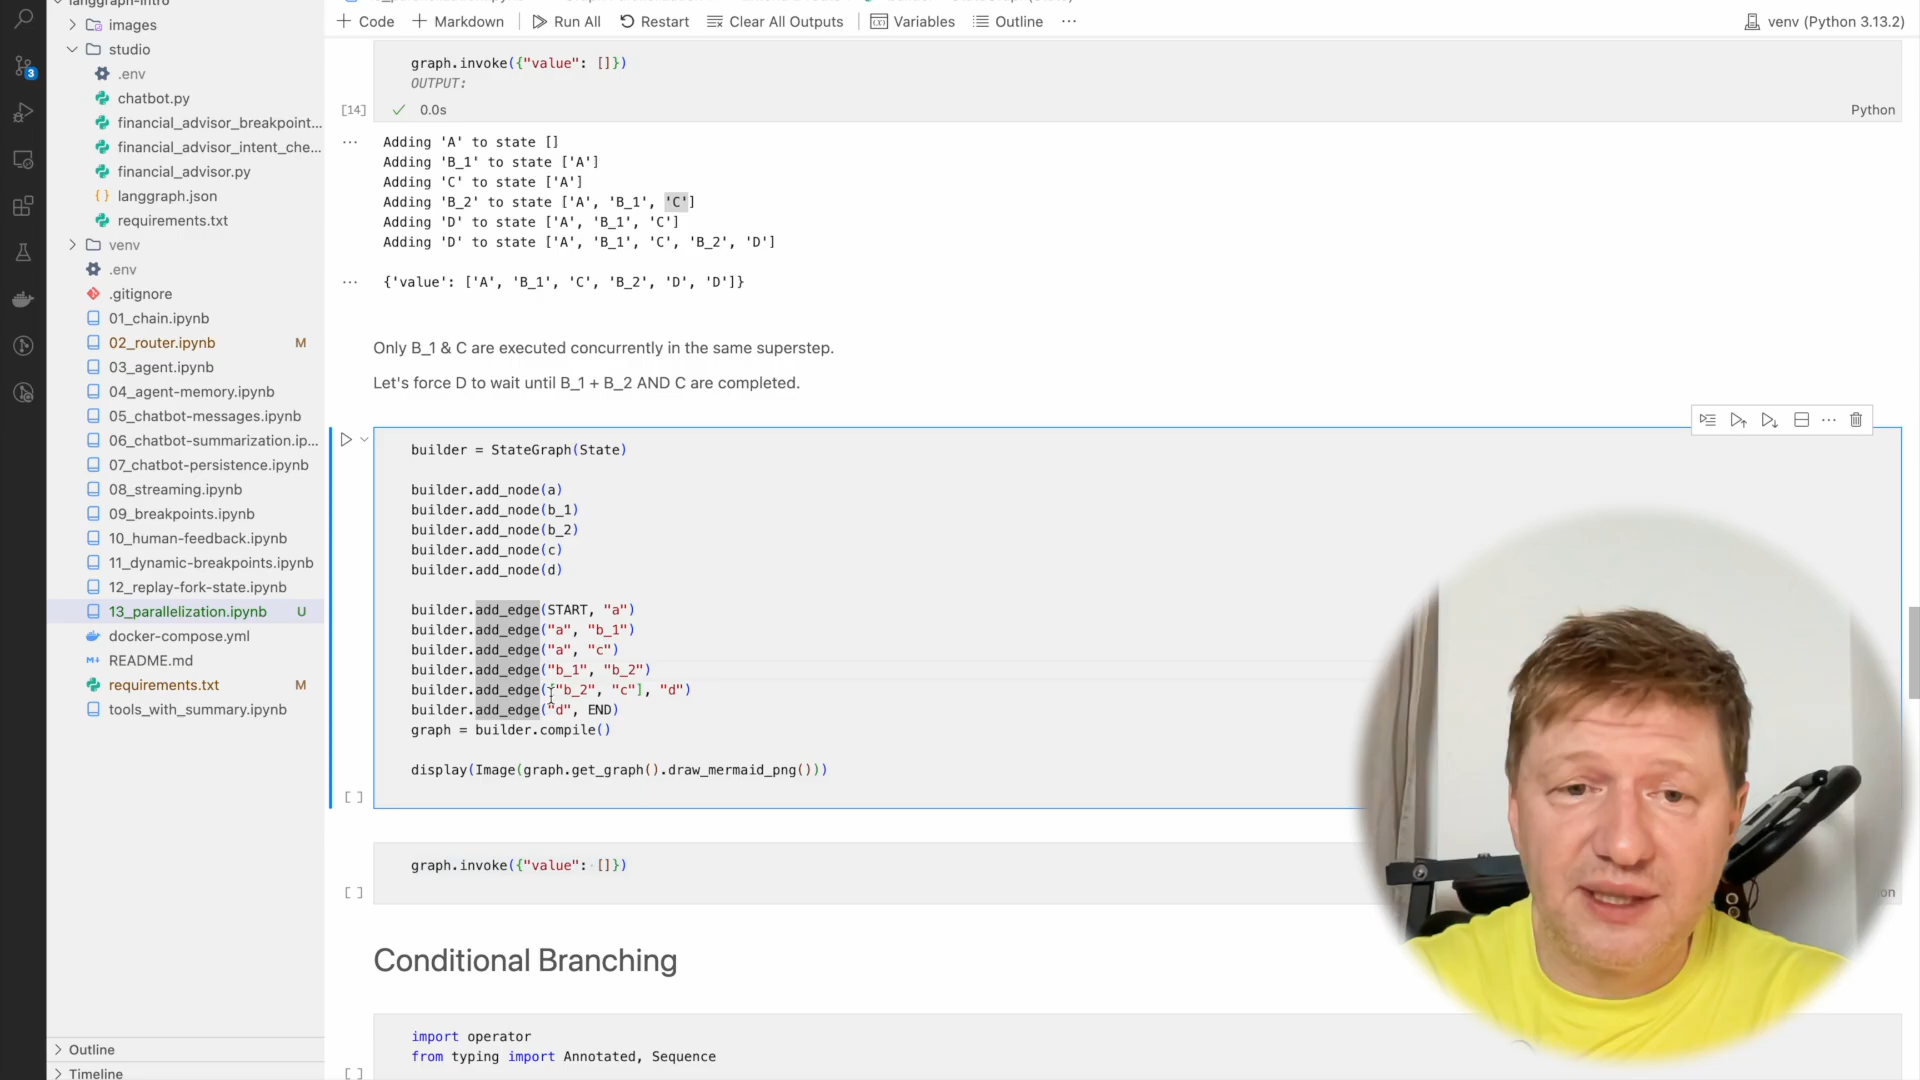 langgraph-intro
images
studio
.env
chatbot.py
financial_advisor_breakpoint...
financial_advisor_intent_che...
financial_advisor.py
langgraph.json
requirements.txt
venv
.env
.gitignore
01_chain.ipynb
02_router.ipynb M
03_agent.ipynb
04_agent-memory.ipynb
05_chatbot-messages.ipynb
06_chatbot-summarization.ip...
07_chatbot-persistence.ipynb
08_streaming.ipynb
09_breakpoints.ipynb
10_human-feedback.ipynb
11_dynamic-breakpoints.ipynb
12_replay-fork-state.ipynb
13_parallelization.ipynb U
docker-compose.yml
README.md
requirements.txt M
tools_with_summary.ipynb
Outline
Timeline
3
+ Code + Markdown Run All Restart Clear All Outputs Variables Outline ... venv (Python 3.13.2)
graph.invoke({"value": []})
OUTPUT:
[14] 0.0s Python
Adding 'A' to state []
Adding 'B_1' to state ['A']
Adding 'C' to state ['A']
Adding 'B_2' to state ['A', 'B_1', 'C']
Adding 'D' to state ['A', 'B_1', 'C']
Adding 'D' to state ['A', 'B_1', 'C', 'B_2', 'D']
{'value': ['A', 'B_1', 'C', 'B_2', 'D', 'D']}
Only B_1 & C are executed concurrently in the same superstep.
Let's force D to wait until B_1 + B_2 AND C are completed.
builder = StateGraph(State)
builder.add_node(a)
builder.add_node(b_1)
builder.add_node(b_2)
builder.add_node(c)
builder.add_node(d)
builder.add_edge(START, "a")
builder.add_edge("a", "b_1")
builder.add_edge("a", "c")
builder.add_edge("b_1", "b_2")
builder.add_edge(["b_2", "c"], "d")
builder.add_edge("d", END)
graph = builder.compile()
display(Image(graph.get_graph().draw_mermaid_png()))
[ ]
graph.invoke({"value": []})
[ ]
Conditional Branching
import operator
from typing import Annotated, Sequence
[ ]